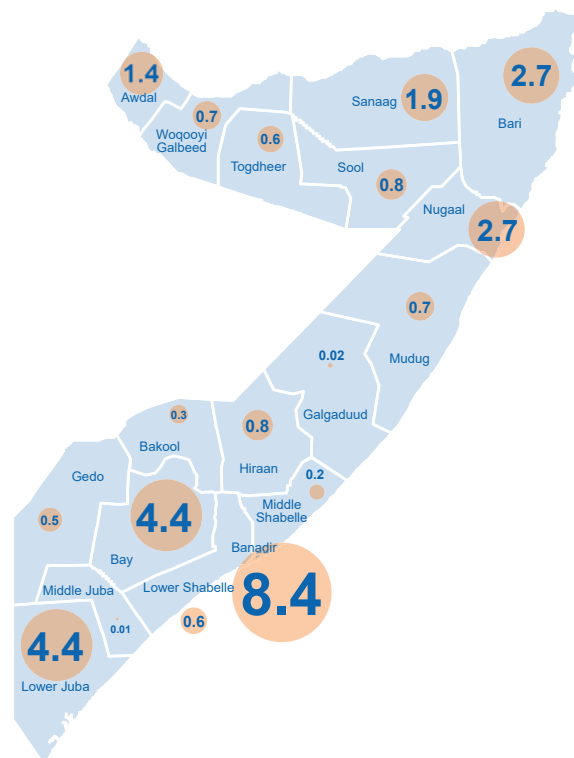 1.4
Awdal
0.7
Woqooyi
Galbeed
0.6
Togdheer
Sanaag
1.9
2.7
Bari
Sool
0.8
Nugaal
2.7
0.7
Mudug
0.02
Galgaduud
0.3
Bakool
0.8
Hiraan
Gedo
0.5
4.4
Bay
0.2
Middle
Shabelle
Banadir
8.4
Middle Juba
0.01
Lower Shabelle
0.6
4.4
Lower Juba